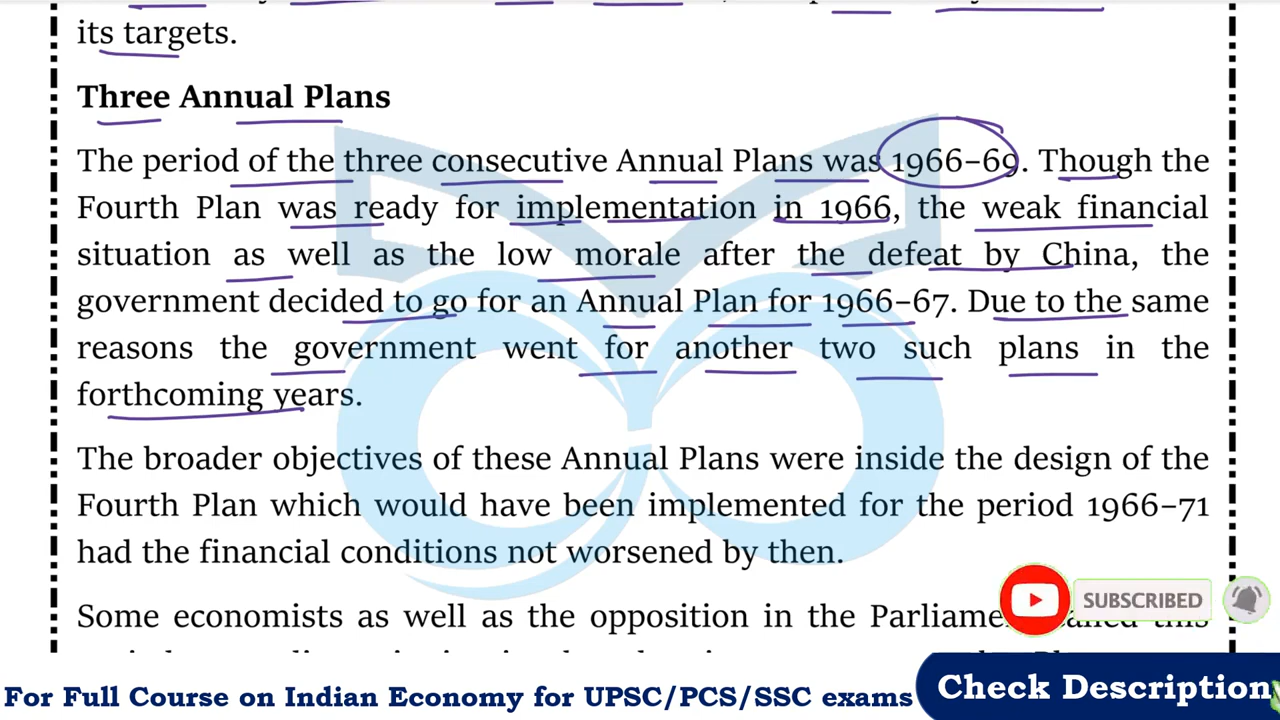 its targets.
Three Annual Plans
The period of the three consecutive Annual Plans was 1966–69. Though the
Fourth Plan was ready for implementation in 1966, the weak financial
situation as well as the low morale after the defeat by China, the
government decided to go for an Annual Plan for 1966–67. Due to the same
reasons the government went for another two such plans in the
forthcoming years.
The broader objectives of these Annual Plans were inside the design of the
Fourth Plan which would have been implemented for the period 1966–71
had the financial conditions not worsened by then.
Some economists as well as the opposition in the
SUBSCRIBED
For Full Course on Indian Economy for UPSC/PCS/SSC exams
Check Description